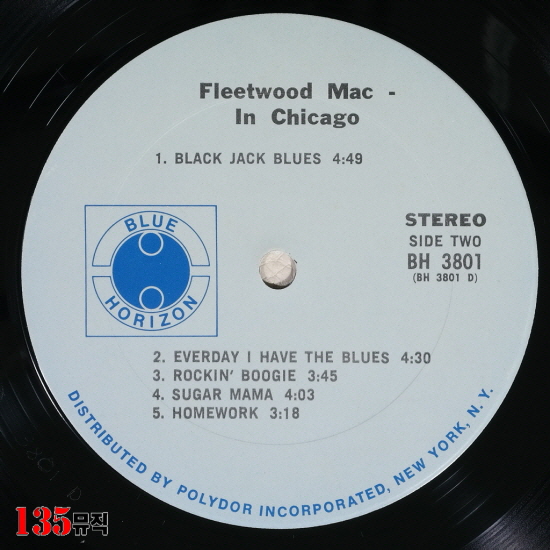 Fleetwood Mac -
In Chicago
1. BLACK JACK BLUES 4:49
BLUE
HORIZON
STEREO
SIDE TWO
BH 3801
(BH 3801 D)
2. EVERDAY I HAVE THE BLUES 4:30
3. ROCKIN' BOOGIE 3:45
4. SUGAR MAMA 4:03
5. HOMEWORK 3:18
DISTRIBUTED BY POLYDOR INCORPORATED, NEW YORK, N.Y.
135뮤직